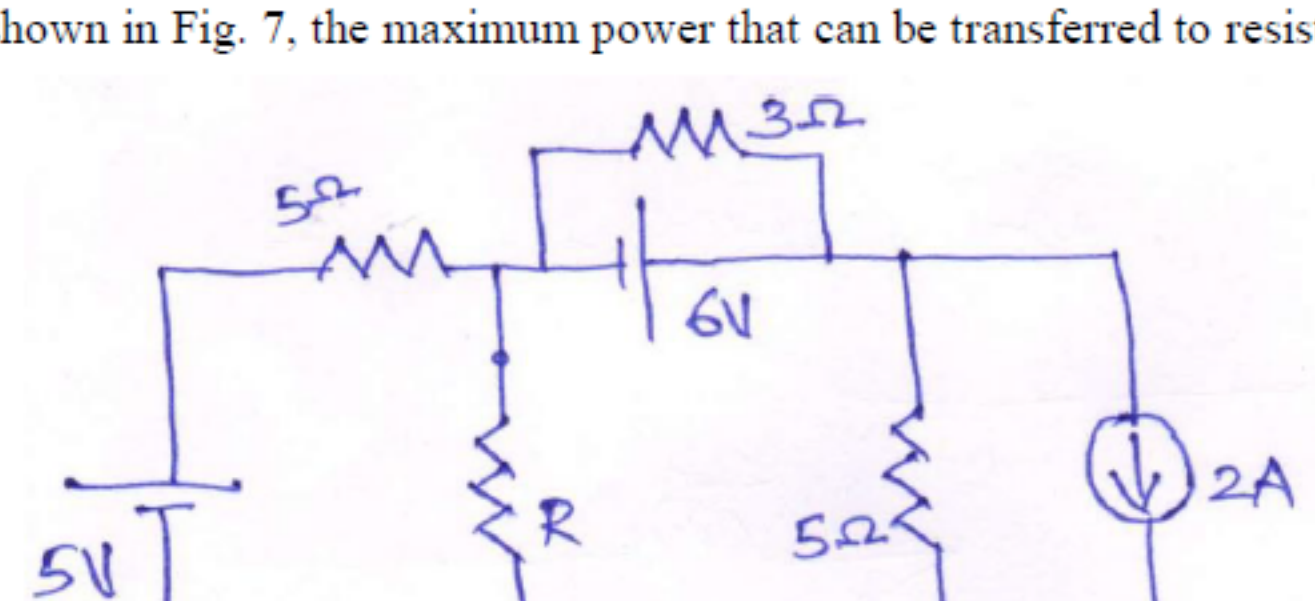 hown in Fig. 7, the maximum power that can be transferred to resis
3Ω
5Ω
6V
R
5Ω
2A
5V